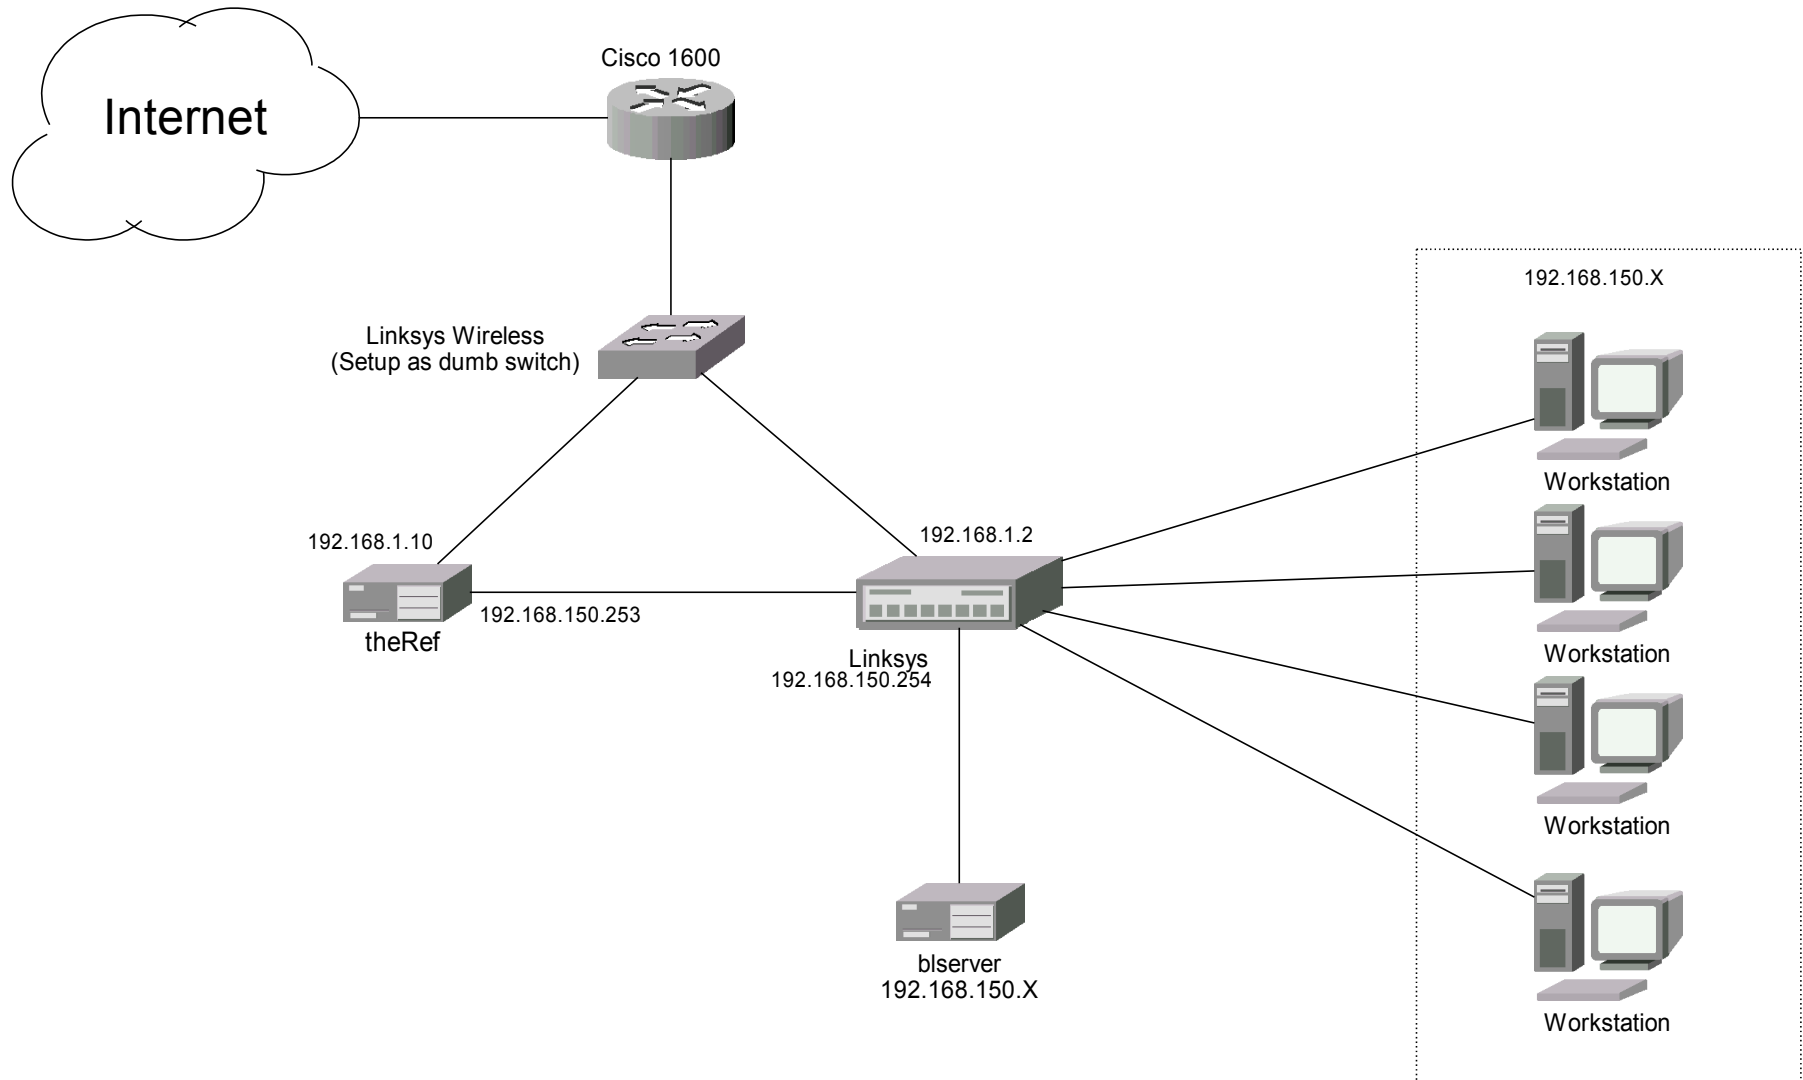 Internet
Cisco 1600
Linksys Wireless
(Setup as dumb switch)
192.168.1.10
192.168.150.253
theRef
192.168.1.2
Linksys
192.168.150.254
blserver
192.168.150.X
192.168.150.X
Workstation
Workstation
Workstation
Workstation